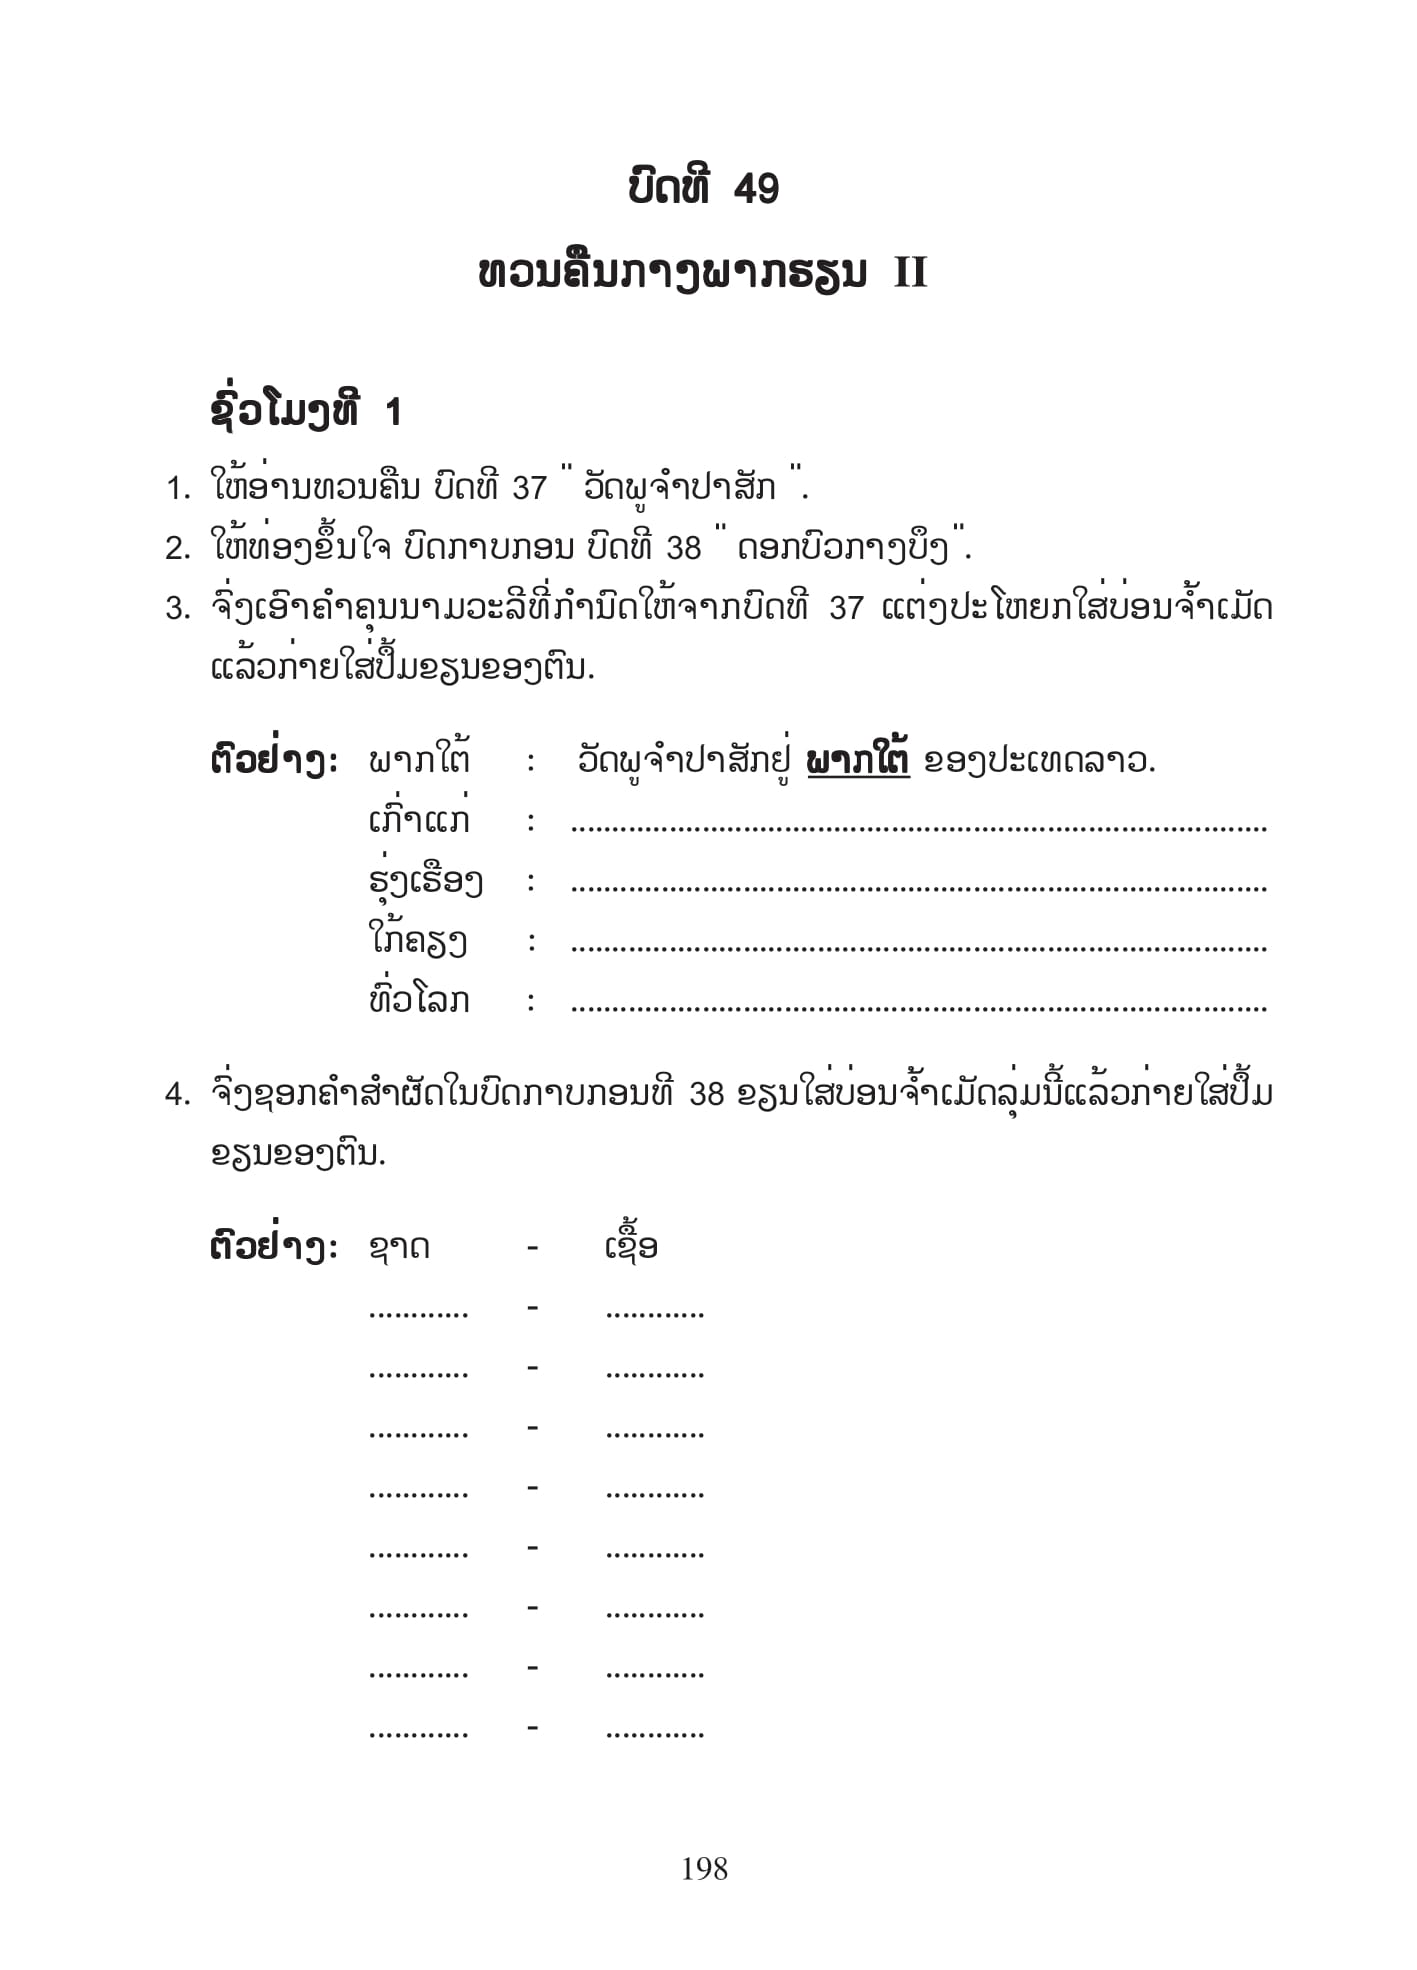 ບົດທີ 49
ທວນຄືນກາງພາກຮຽນ II
ຊົ່ວໂມງທີ 1
1. ໃຫ້ອ່ານທວນຄືນ ບົດທີ 37 " ວັດພູຈຳປາສັກ ".
2. ໃຫ້ທ່ອງຂຶ້ນໃຈ ບົດກາບກອນ ບົດທີ 38 " ດອກບົວກາງບຶງ ".
3. ຈົ່ງເອົາຄຳຄຸນນາມວະລີທີ່ກຳນົດໃຫ້ຈາກບົດທີ 37 ແຕ່ງປະໂຫຍກໃສ່ບ່ອນຈ້ຳເມັດ
ແລ້ວກ່າຍໃສ່ປຶ້ມຂຽນຂອງຕົນ.
ຕົວຢ່າງ: ພາກໃຕ້ : ວັດພູຈຳປາສັກຢູ່ ພາກໃຕ້ ຂອງປະເທດລາວ.
ເກົ່າແກ່ : ....................................................................................
ຮຸ່ງເຮືອງ : ....................................................................................
ໃກ້ຄຽງ : ....................................................................................
ທົ່ວໂລກ : ....................................................................................
4. ຈົ່ງຊອກຄຳສຳຜັດໃນບົດກາບກອນທີ 38 ຂຽນໃສ່ບ່ອນຈ້ຳເມັດລຸ່ມນີ້ແລ້ວກ່າຍໃສ່ປຶ້ມ
ຂຽນຂອງຕົນ.
ຕົວຢ່າງ: ຊາດ - ເຊື້ອ
............ - ............
............ - ............
............ - ............
............ - ............
............ - ............
............ - ............
............ - ............
............ - ............
198